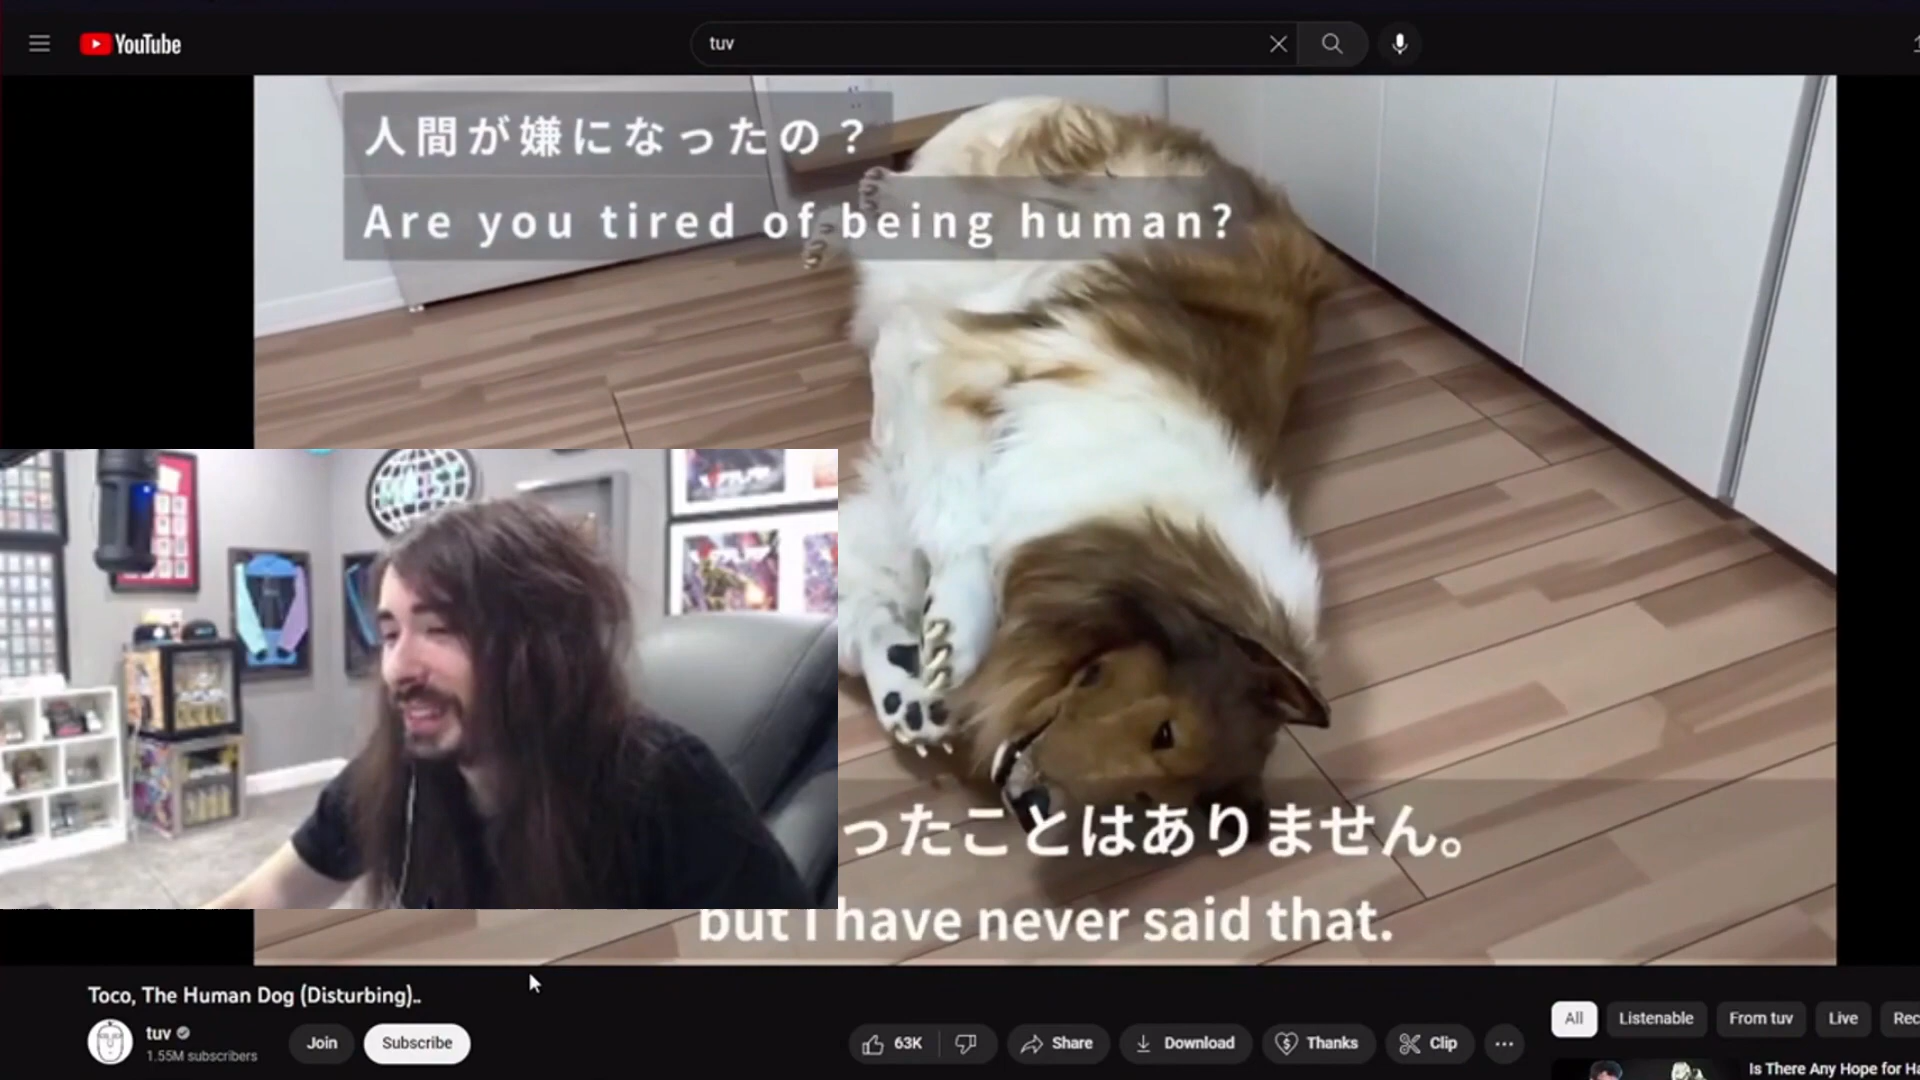 YouTube
tuv
人間が嫌になったの？
Are you tired of being human?
ったことはありません。
but I have never said that.
Toco, The Human Dog (Disturbing)..
tuv
1.55M subscribers
Join
Subscribe
63K
Share
Download
Thanks
Clip
All
Listenable
From tuv
Live
Is There Any Hope for